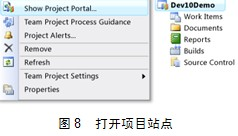 Show Project Portal...
Team Project Process Guidance
Project Alerts...
Remove
Refresh
Team Project Settings
Properties
Dev10Demo
Work Items
Documents
Reports
Builds
Source Control
图 8 打开项目站点